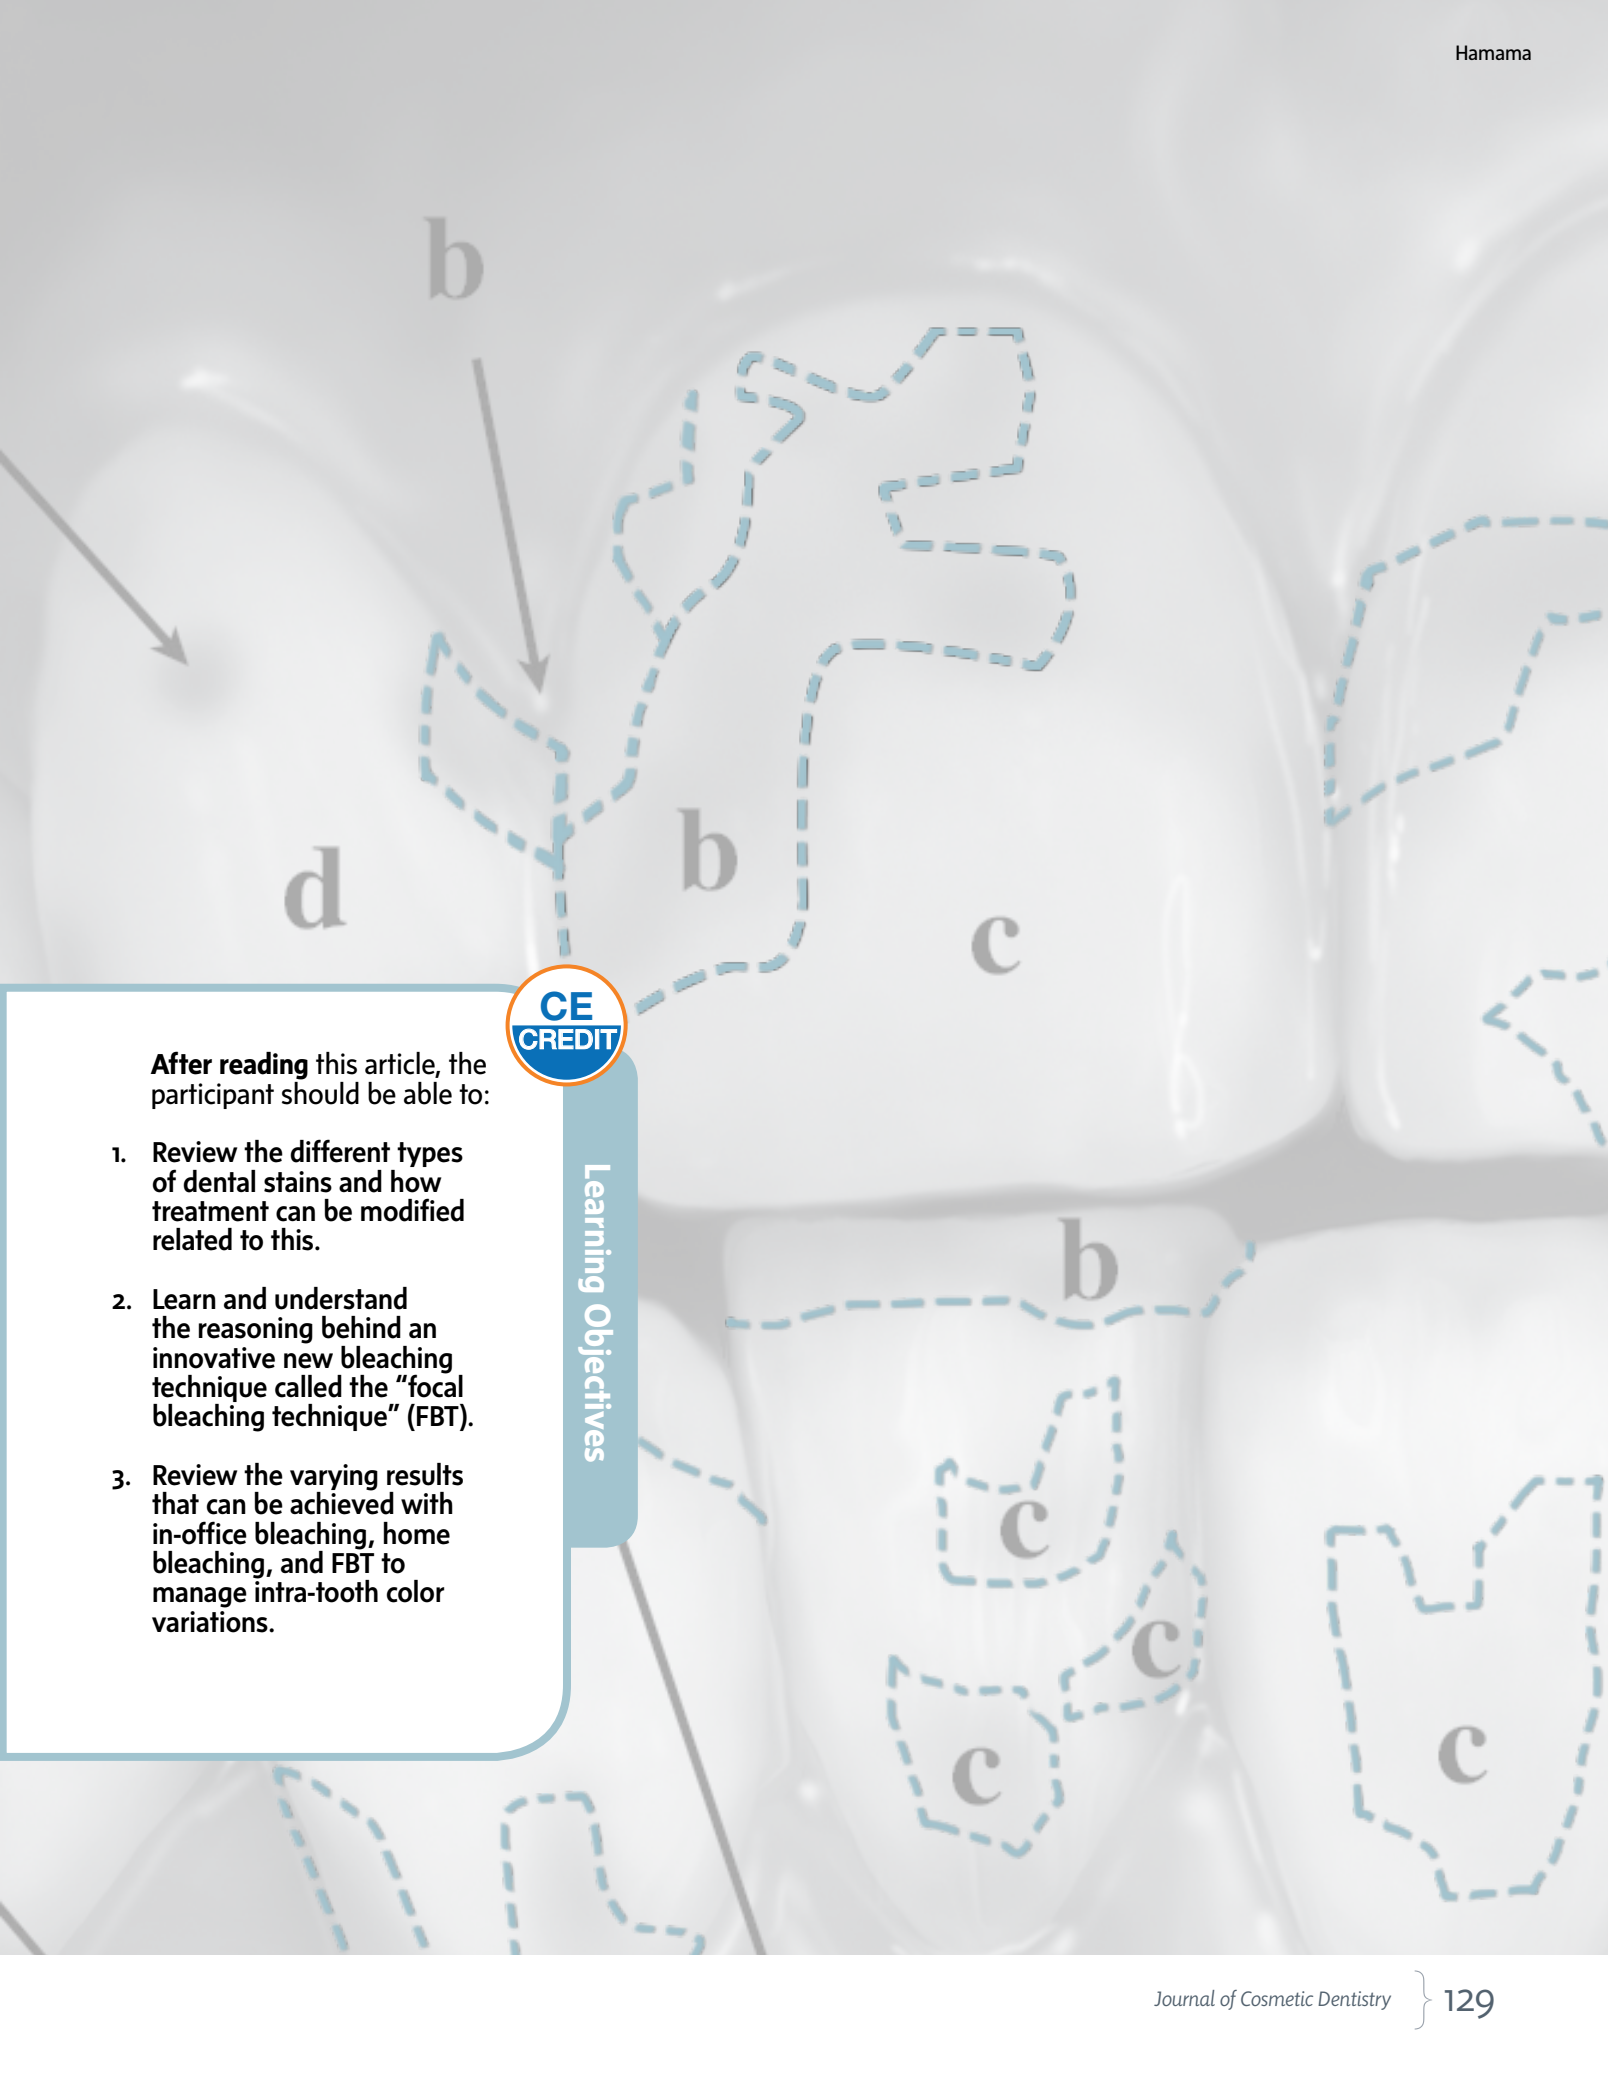 Hamama
b
b
d
c
CE
CREDIT
After reading this article, the
participant should be able to:
1. Review the different types
of dental stains and how
treatment can be modified
related to this.
2. Learn and understand
the reasoning behind an
innovative new bleaching
technique called the “focal
bleaching technique” (FBT).
3. Review the varying results
that can be achieved with
in-office bleaching, home
bleaching, and FBT to
manage intra-tooth color
variations.
Learning Objectives
b
c
c
c
c
Journal of Cosmetic Dentistry
129